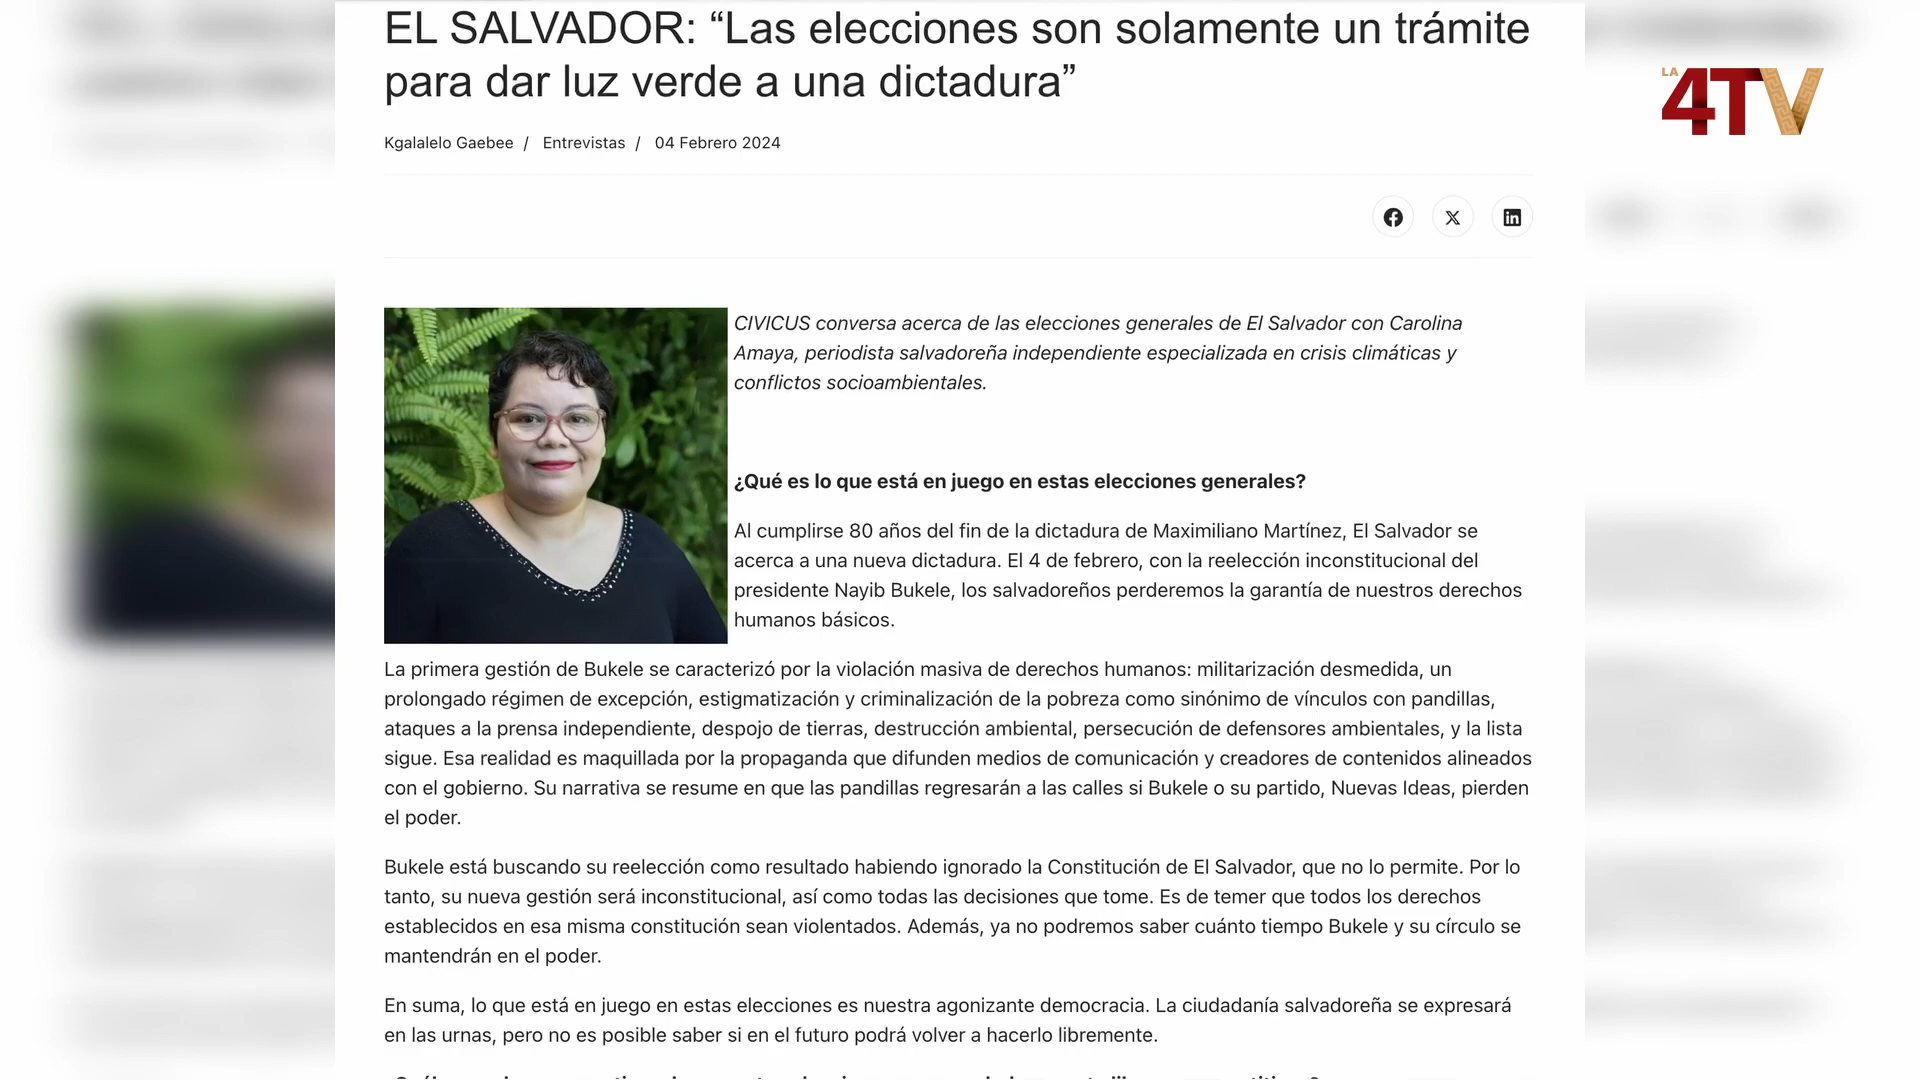 EL SALVADOR: “Las elecciones son solamente un trámite
para dar luz verde a una dictadura”
LA
4TV
Kgalalelo Gaebee / Entrevistas / 04 Febrero 2024
CIVICUS conversa acerca de las elecciones generales de El Salvador con Carolina
Amaya, periodista salvadoreña independiente especializada en crisis climáticas y
conflictos socioambientales.
¿Qué es lo que está en juego en estas elecciones generales?
Al cumplirse 80 años del fin de la dictadura de Maximiliano Martínez, El Salvador se
acerca a una nueva dictadura. El 4 de febrero, con la reelección inconstitucional del
presidente Nayib Bukele, los salvadoreños perderemos la garantía de nuestros derechos
humanos básicos.
La primera gestión de Bukele se caracterizó por la violación masiva de derechos humanos: militarización desmedida, un
prolongado régimen de excepción, estigmatización y criminalización de la pobreza como sinónimo de vínculos con pandillas,
ataques a la prensa independiente, despojo de tierras, destrucción ambiental, persecución de defensores ambientales, y la lista
sigue. Esa realidad es maquillada por la propaganda que difunden medios de comunicación y creadores de contenidos alineados
con el gobierno. Su narrativa se resume en que las pandillas regresarán a las calles si Bukele o su partido, Nuevas Ideas, pierden
el poder.
Bukele está buscando su reelección como resultado habiendo ignorado la Constitución de El Salvador, que no lo permite. Por lo
tanto, su nueva gestión será inconstitucional, así como todas las decisiones que tome. Es de temer que todos los derechos
establecidos en esa misma constitución sean violentados. Además, ya no podremos saber cuánto tiempo Bukele y su círculo se
mantendrán en el poder.
En suma, lo que está en juego en estas elecciones es nuestra agonizante democracia. La ciudadanía salvadoreña se expresará
en las urnas, pero no es posible saber si en el futuro podrá volver a hacerlo libremente.